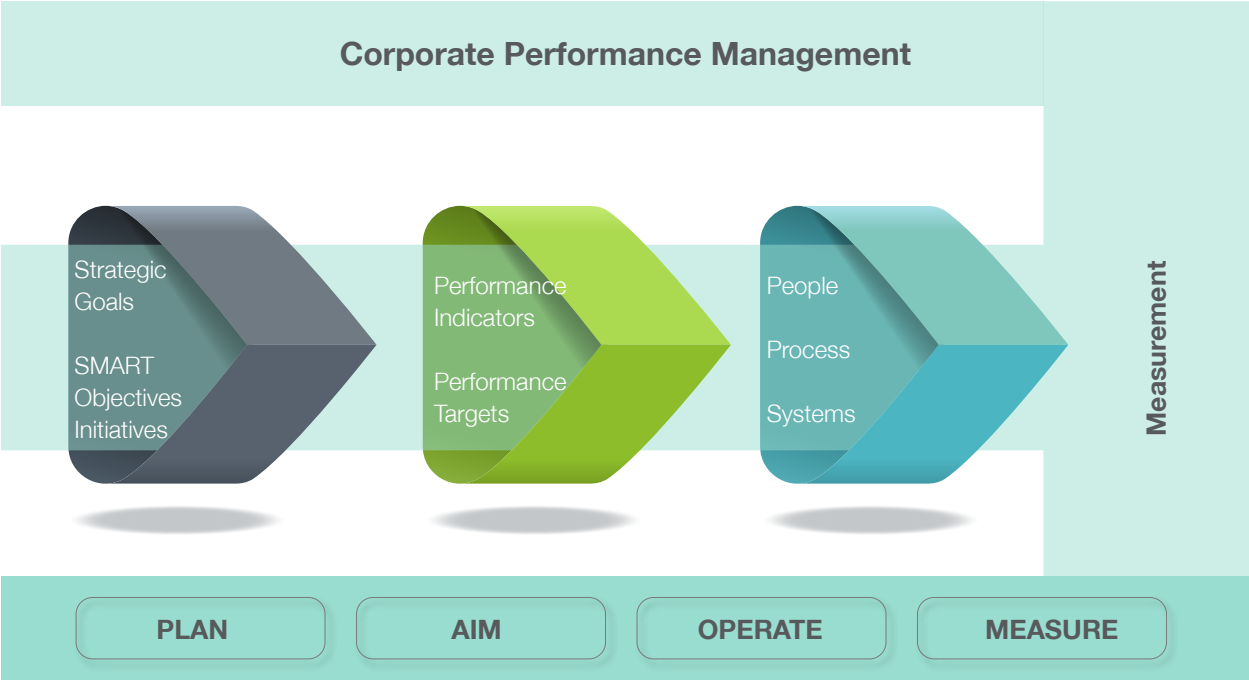 Corporate Performance Management
Strategic
Goals
SMART
Objectives
Initiatives
Performance
Indicators
Performance
Targets
People
Process
Systems
Measurement
PLAN
AIM
OPERATE
MEASURE